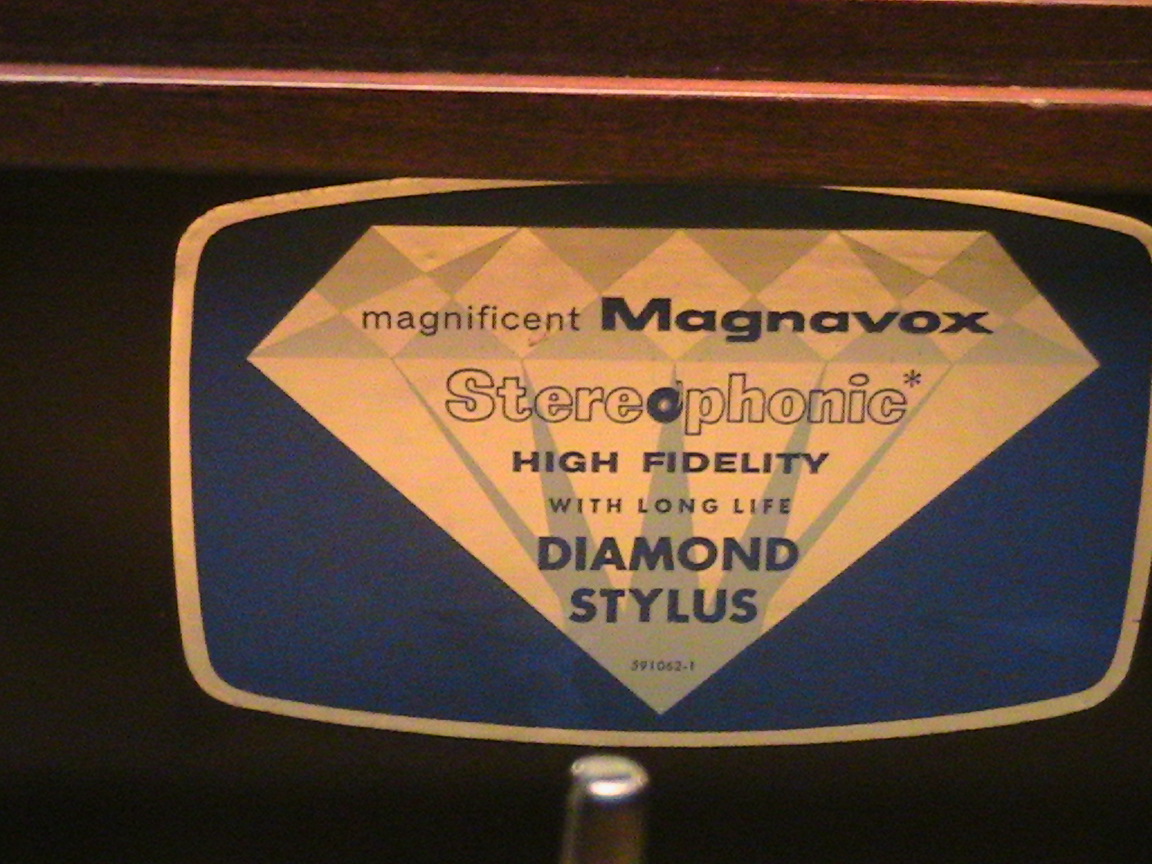 magnificent Magnavox
Stereophonic*
HIGH FIDELITY
WITH LONG LIFE
DIAMOND
STYLUS
591062-1